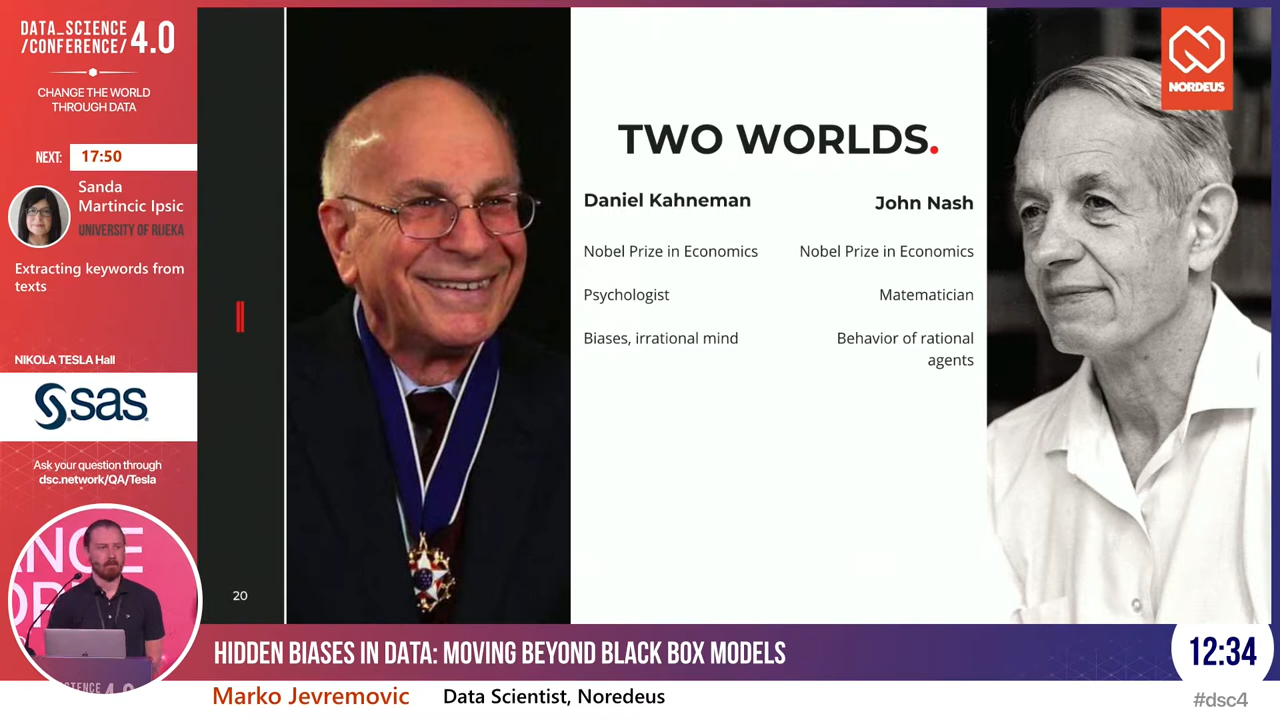 DATA_SCIENCE
/CONFERENCE/ 4.0
CHANGE THE WORLD
THROUGH DATA
NEXT: 17:50
Sanda
Martincic Ipsic
UNIVERSITY OF RIJEKA
Extracting keywords from
texts
NIKOLA TESLA Hall
sas
Ask your question through
dsc.network/QA/Tesla
20
TWO WORLDS.
Daniel Kahneman
Nobel Prize in Economics
Psychologist
Biases, irrational mind
John Nash
Nobel Prize in Economics
Matematician
Behavior of rational
agents
NORDEUS
HIDDEN BIASES IN DATA: MOVING BEYOND BLACK BOX MODELS
12:34
Marko Jevremovic
Data Scientist, Noredeus
#dsc4